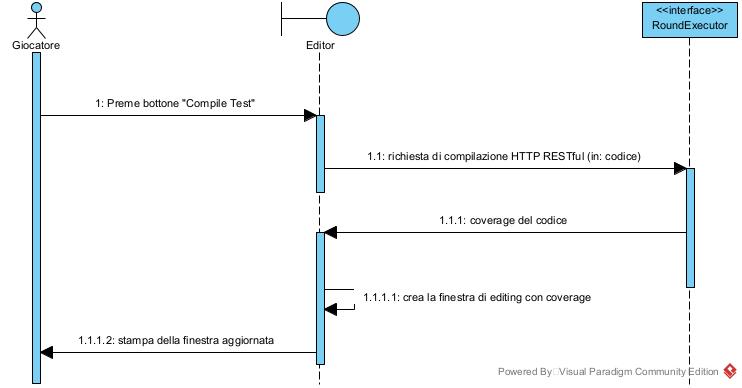 <<interface>>
RoundExecutor
Giocatore
Editor
1: Preme bottone "Compile Test"
1.1: richiesta di compilazione HTTP RESTful (in: codice)
1.1.1: coverage del codice
1.1.1.1: crea la finestra di editing con coverage
1.1.1.2: stampa della finestra aggiornata
Powered By Visual Paradigm Community Edition